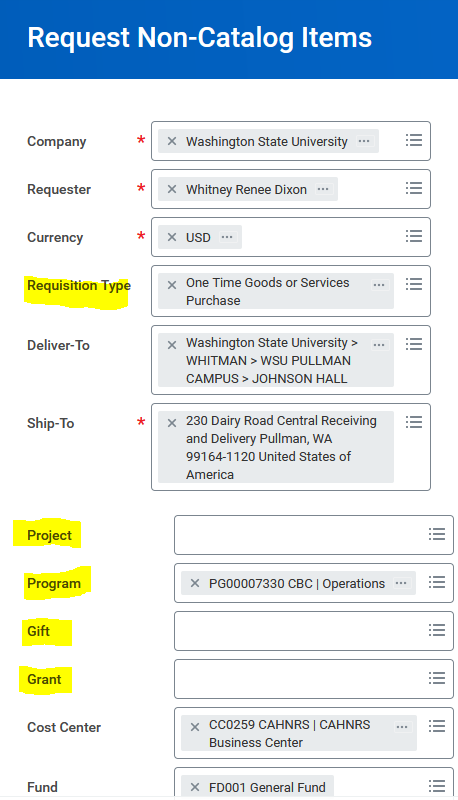 Request Non-Catalog Items
Company * × Washington State University ...
Requester * × Whitney Renee Dixon ...
Currency * × USD ...
Requisition Type × One Time Goods or Services ...
Purchase
Deliver-To × Washington State University > ...
WHITMAN > WSU PULLMAN
CAMPUS > JOHNSON HALL
Ship-To * × 230 Dairy Road Central Receiving
and Delivery Pullman, WA
99164-1120 United States of
America
Project
Program × PG00007330 CBC | Operations ...
Gift
Grant
Cost Center × CC0259 CAHNRS | CAHNRS ...
Business Center
Fund × FD001 General Fund